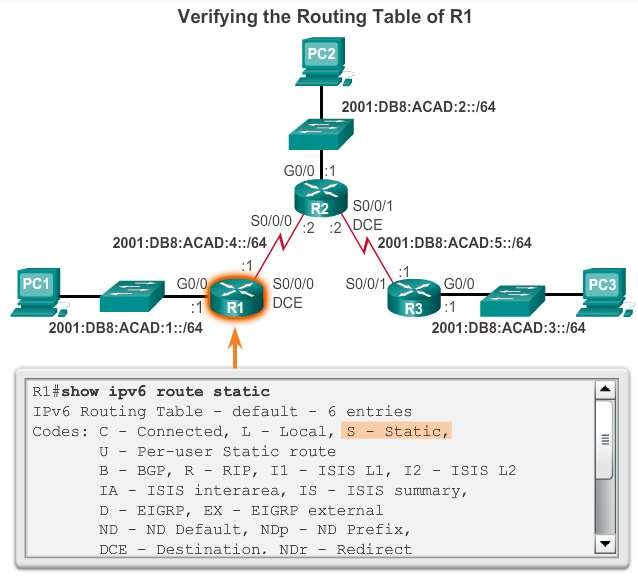 Verifying the Routing Table of R1
PC2
2001:DB8:ACAD:2::/64
G0/0 :1
R2
S0/0/0 S0/0/1
:2 :2 DCE
2001:DB8:ACAD:4::/64 2001:DB8:ACAD:5::/64
:1 :1
PC1 G0/0 S0/0/0 S0/0/1 G0/0 PC3
:1 R1 DCE R3 :1
2001:DB8:ACAD:1::/64 2001:DB8:ACAD:3::/64
R1#show ipv6 route static
IPv6 Routing Table - default - 6 entries
Codes: C - Connected, L - Local, S - Static,
U - Per-user Static route
B - BGP, R - RIP, I1 - ISIS L1, I2 - ISIS L2
IA - ISIS interarea, IS - ISIS summary,
D - EIGRP, EX - EIGRP external
ND - ND Default, NDp - ND Prefix,
DCE - Destination, NDr - Redirect